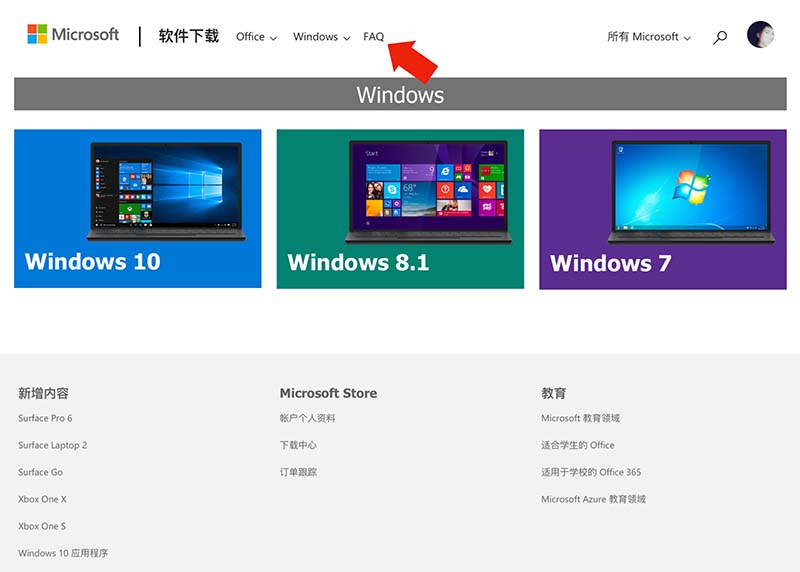 Microsoft 软件下载 Office Windows FAQ 所有 Microsoft
Windows
Start
Windows 10
Windows 8.1
Windows 7
新增内容
Surface Pro 6
Surface Laptop 2
Surface Go
Xbox One X
Xbox One S
Windows 10 应用程序
Microsoft Store
帐户个人资料
下载中心
订单跟踪
教育
Microsoft 教育领域
适合学生的 Office
适用于学校的 Office 365
Microsoft Azure 教育领域